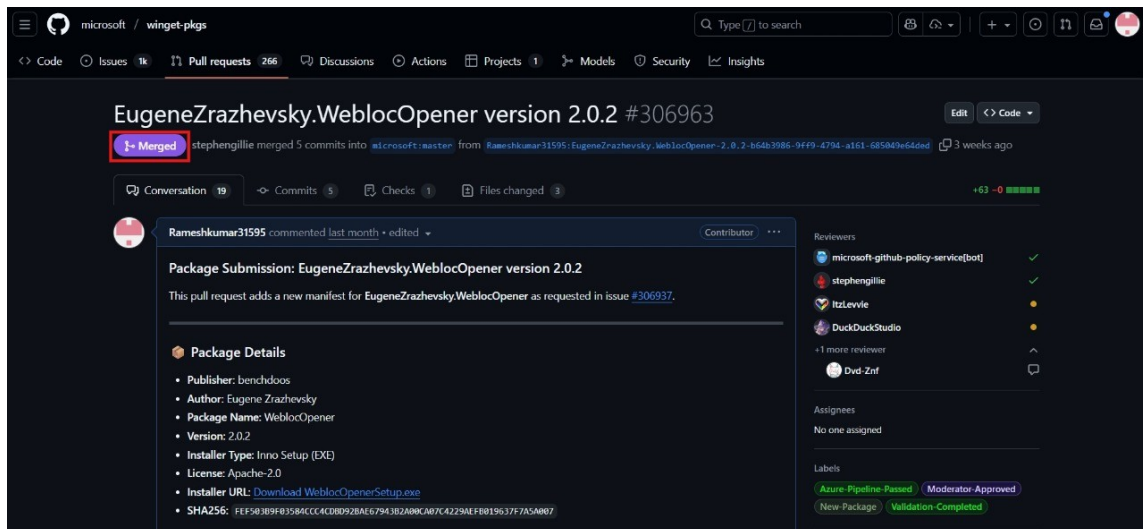 microsoft / winget-pkgs
Type / to search
Code Issues 1k Pull requests 266 Discussions Actions Projects 1 Models Security Insights
EugeneZrazhevsky.WeblocOpener version 2.0.2 #306963
Edit Code
Merged stephengillie merged 5 commits into microsoft:master from Rameshkumar31595:EugeneZrazhevsky.WeblocOpener-2.0.2-b64b3986-9ff9-4794-a161-685049e64ded 3 weeks ago
Conversation 19 Commits 5 Checks 1 Files changed 3
+63 −0
Rameshkumar31595 commented last month • edited
Contributor
Package Submission: EugeneZrazhevsky.WeblocOpener version 2.0.2
This pull request adds a new manifest for EugeneZrazhevsky.WeblocOpener as requested in issue #306937.
Package Details
• Publisher: benchdoos
• Author: Eugene Zrazhevsky
• Package Name: WeblocOpener
• Version: 2.0.2
• Installer Type: Inno Setup (EXE)
• License: Apache-2.0
• Installer URL: Download WeblocOpenerSetup.exe
• SHA256: FEF503B9F03584CCC4CDBD92BAE67943B2A00CA07C4229AEFB019637F7A5A007
Reviewers
microsoft-github-policy-service[bot]
stephengillie
ItzLevvie
DuckDuckStudio
+1 more reviewer
Dvd-Znf
Assignees
No one assigned
Labels
Azure-Pipeline-Passed Moderator-Approved
New-Package Validation-Completed